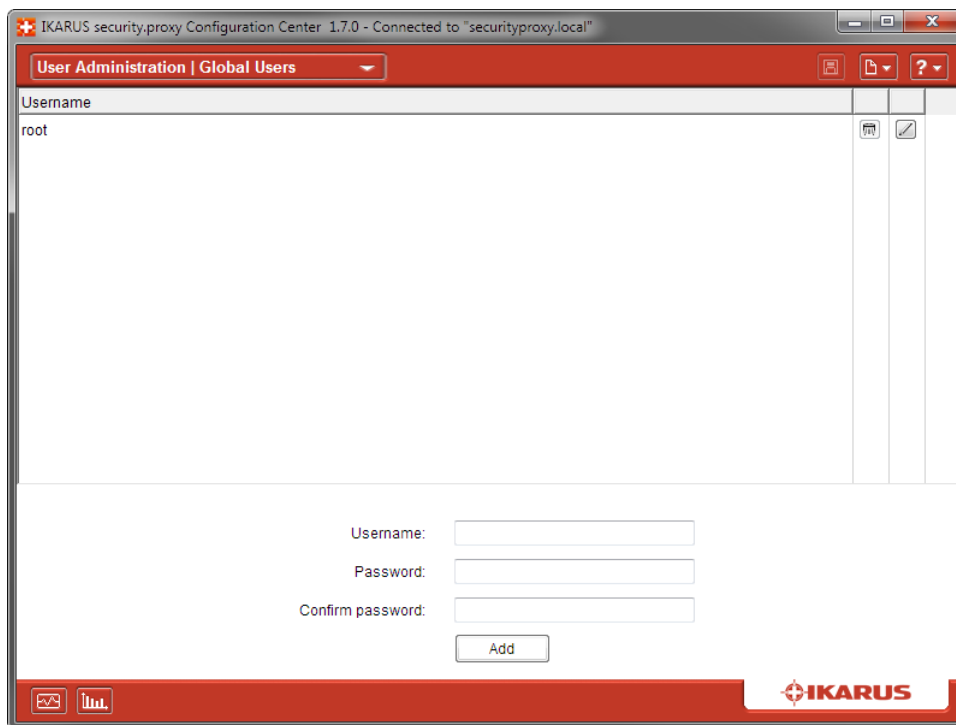 IKARUS security.proxy Configuration Center 1.7.0 - Connected to "securityproxy.local"
User Administration | Global Users
?
Username
root
Username:
Password:
Confirm password:
Add
IKARUS